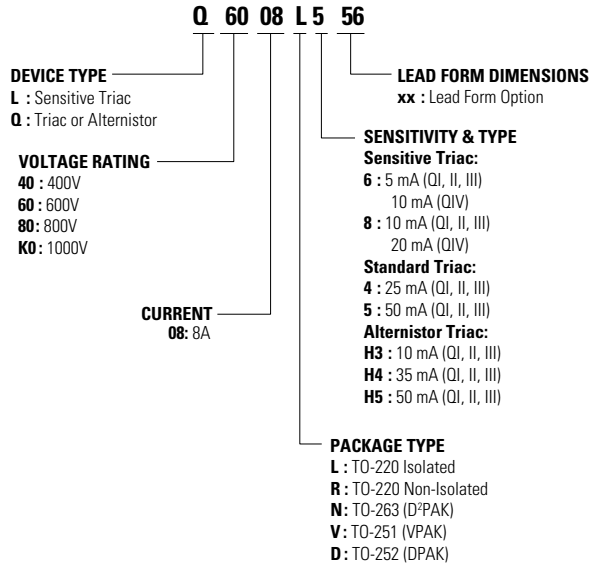 Q 60 08 L 5 56
DEVICE TYPE
L : Sensitive Triac
Q : Triac or Alternistor
VOLTAGE RATING
40 : 400V
60 : 600V
80: 800V
K0: 1000V
CURRENT
08: 8A
LEAD FORM DIMENSIONS
xx : Lead Form Option
SENSITIVITY & TYPE
Sensitive Triac:
6 : 5 mA (QI, II, III)
10 mA (QIV)
8 : 10 mA (QI, II, III)
20 mA (QIV)
Standard Triac:
4 : 25 mA (QI, II, III)
5 : 50 mA (QI, II, III)
Alternistor Triac:
H3 : 10 mA (QI, II, III)
H4 : 35 mA (QI, II, III)
H5 : 50 mA (QI, II, III)
PACKAGE TYPE
L : TO-220 Isolated
R : TO-220 Non-Isolated
N: TO-263 (D²PAK)
V : TO-251 (VPAK)
D : TO-252 (DPAK)